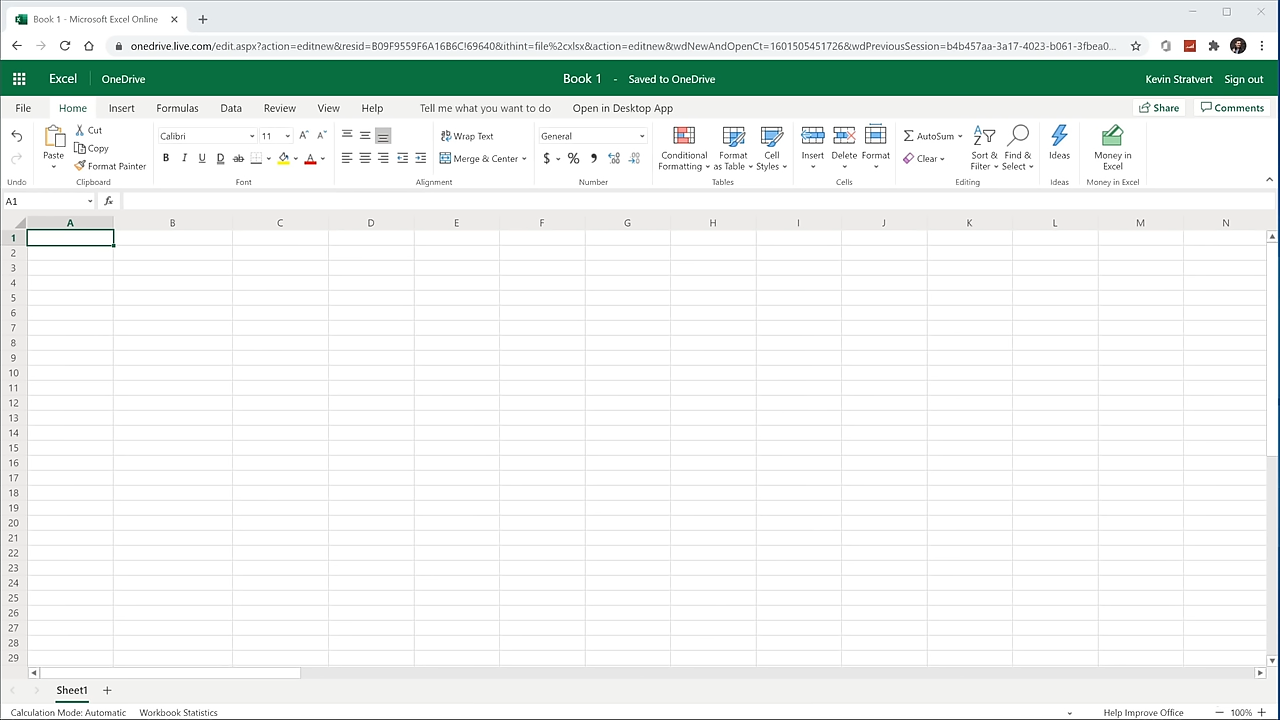 Book 1 - Microsoft Excel Online
onedrive.live.com/edit.aspx?action=editnew&resid=B09F9559F6A16B6C!69480&ithint=file%2cxlsx&action=editnew&wdNewAndOpenCt=1601505451726&wdPreviousSession=b4b457aa-3a17-4023-b061-3fbea0...
Excel OneDrive Book 1 - Saved to OneDrive Kevin Stratvert Sign out
File Home Insert Formulas Data Review View Help Tell me what you want to do Open in Desktop App Share Comments
Paste Cut Calibri 11 Wrap Text General AutoSum
Copy
Format Painter B I U D ab A Merge & Center $ % Conditional Formatting Format as Table Cell Styles Insert Delete Format Clear Sort & Filter Find & Select Ideas Money in Excel
Undo Clipboard Font Alignment Number Tables Cells Editing Ideas Money in Excel
A1 fx
A B C D E F G H I J K L M N
1
2
3
4
5
6
7
8
9
10
11
12
13
14
15
16
17
18
19
20
21
22
23
24
25
26
27
28
29
Sheet1
Calculation Mode: Automatic Workbook Statistics Help Improve Office 100%